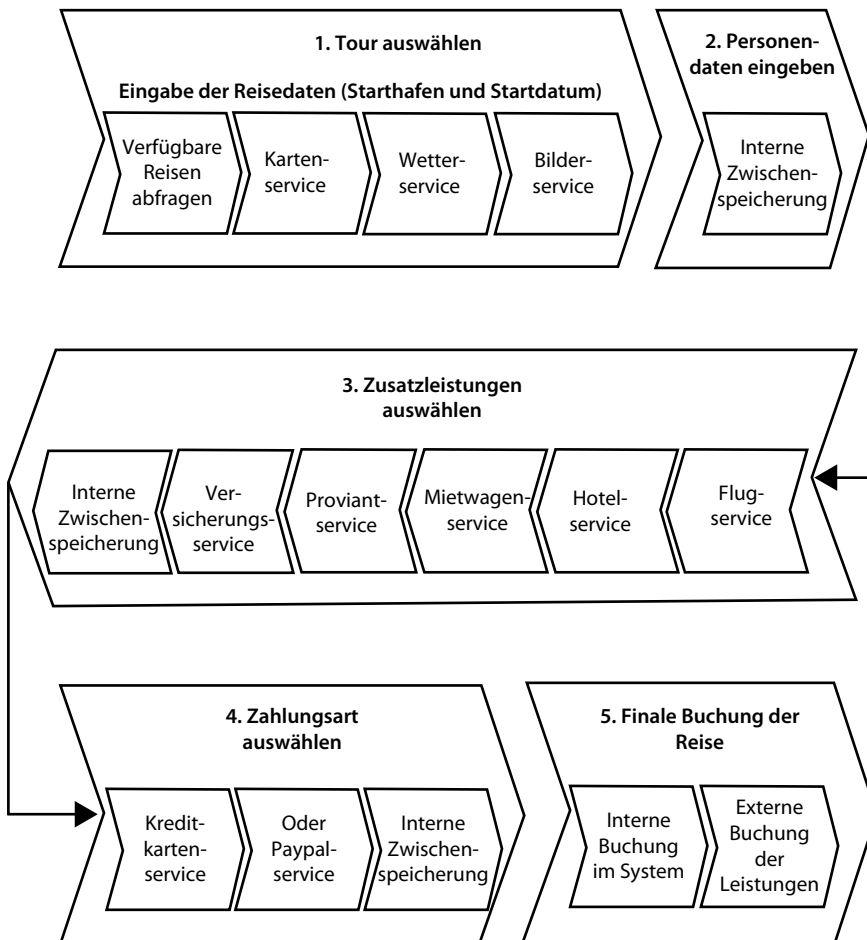 1. Tour auswählen
Eingabe der Reisedaten (Starthafen und Startdatum)
Verfügbare
Reisen
abfragen
Karten-
service
Wetter-
service
Bilder-
service
2. Personen-
daten eingeben
Interne
Zwischen-
speicherung
3. Zusatzleistungen
auswählen
Flug-
service
Hotel-
service
Mietwagen-
service
Proviant-
service
Ver-
sicherungs-
service
Interne
Zwischen-
speicherung
4. Zahlungsart
auswählen
Kredit-
karten-
service
Oder
Paypal-
service
Interne
Zwischen-
speicherung
5. Finale Buchung der
Reise
Interne
Buchung
im System
Externe
Buchung
der
Leistungen